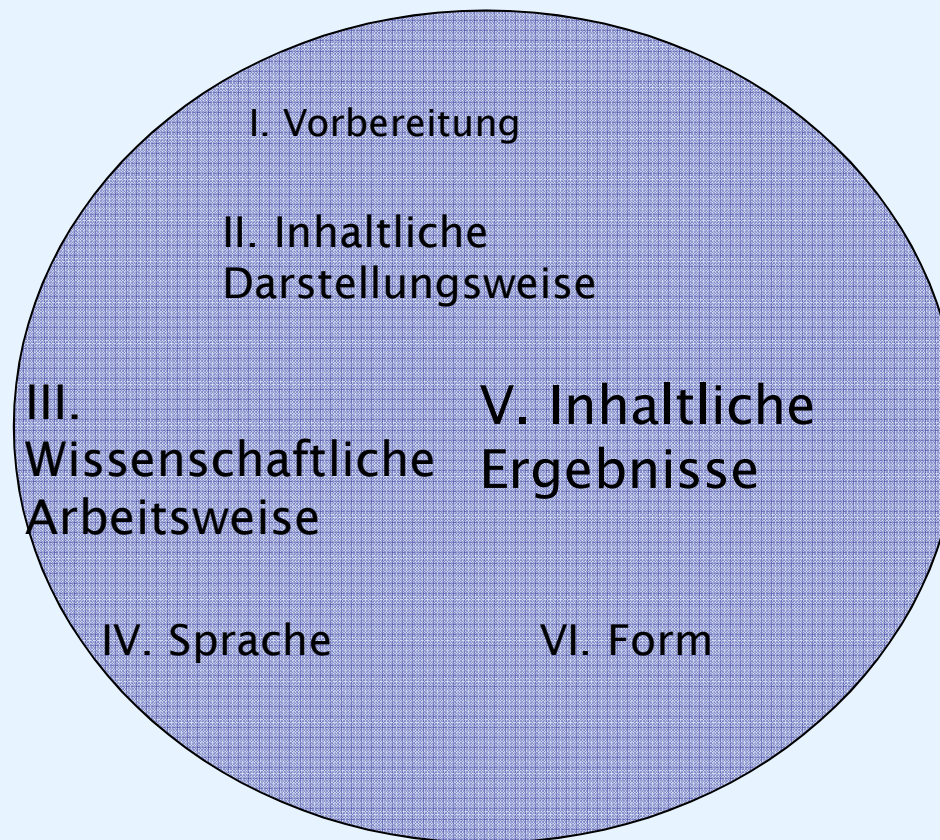 I. Vorbereitung
II. Inhaltliche
Darstellungsweise
III.
Wissenschaftliche
Arbeitsweise
V. Inhaltliche
Ergebnisse
IV. Sprache
VI. Form